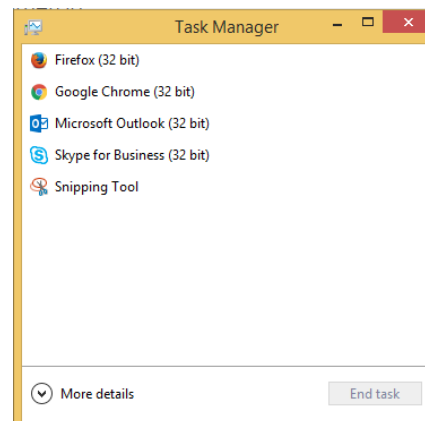 Task Manager
Firefox (32 bit)
Google Chrome (32 bit)
Microsoft Outlook (32 bit)
Skype for Business (32 bit)
Snipping Tool
More details
End task